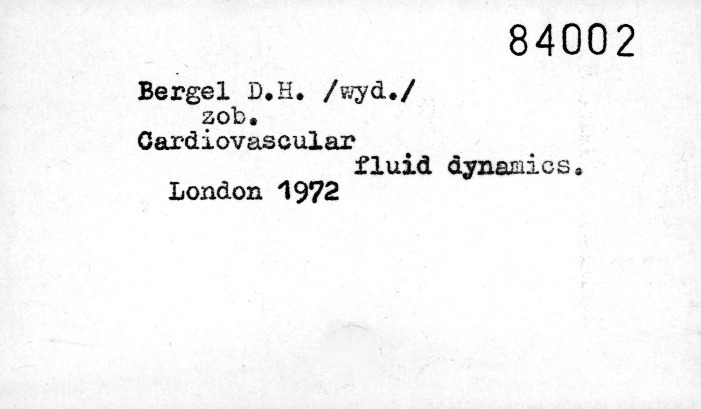 84002
Bergel D.H. /wyd./
zob.
Cardiovascular
fluid dynamics.
London 1972